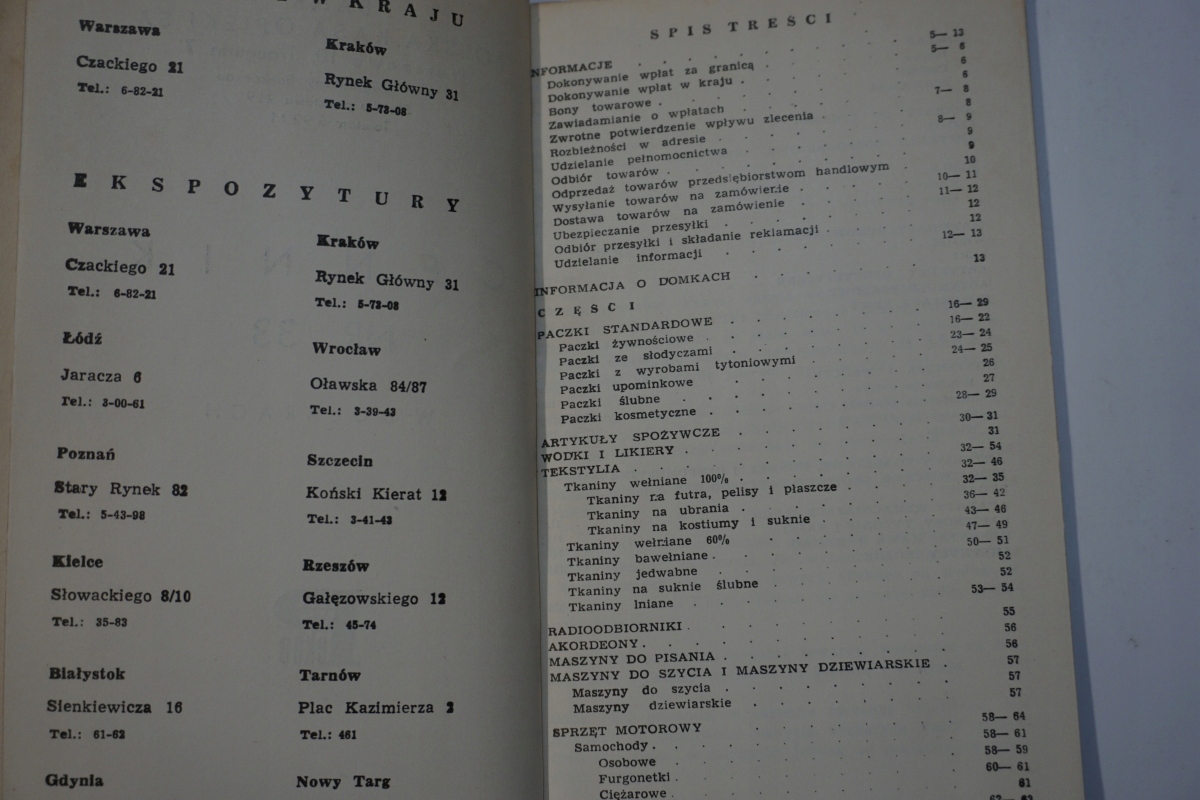 W KRAJU
Warszawa
Czackiego 21
Tel.: 6-82-21
Kraków
Rynek Główny 31
Tel.: 5-73-08
EKSPOZYTURY
Warszawa
Czackiego 21
Tel.: 6-82-21
Kraków
Rynek Główny 31
Tel.: 5-73-08
Łódź
Jaracza 6
Tel.: 3-00-61
Wrocław
Oławska 84/87
Tel.: 3-39-43
Poznań
Stary Rynek 82
Tel.: 5-43-98
Szczecin
Koński Kierat 12
Tel.: 3-41-43
Kielce
Słowackiego 8/10
Tel.: 35-83
Rzeszów
Gałęzowskiego 12
Tel.: 45-74
Białystok
Sienkiewicza 16
Tel.: 61-62
Tarnów
Plac Kazimierza 2
Tel.: 461
Gdynia
Nowy Targ
SPIS TREŚCI
INFORMACJE 5—13
Dokonywanie wpłat za granicą 5—6
Dokonywanie wpłat w kraju 6
Bony towarowe 6
Zawiadamianie o wpłatach 7—8
Zwrotne potwierdzenie wpływu zlecenia 8
Rozbieżności w adresie 8—9
Udzielanie pełnomocnictwa 9
Odbiór towarów 9
Odprzedaż towarów przedsiębiorstwom handlowym 10
Wysyłanie towarów na zamówienie 10—11
Dostawa towarów na zamówienie 11—12
Ubezpieczanie przesyłki 12
Odbiór przesyłki i składanie reklamacji 12
Udzielanie informacji 12—13
INFORMACJA O DOMKACH 13
CZĘŚCI
PACZKI STANDARDOWE 16—29
Paczki żywnościowe 16—22
Paczki ze słodyczami 23—24
Paczki z wyrobami tytoniowymi 24—25
Paczki upominkowe 26
Paczki ślubne 27
Paczki kosmetyczne 28—29
ARTYKUŁY SPOŻYWCZE 30—31
WÓDKI I LIKIERY 31
TEKSTYLIA 32—54
Tkaniny wełniane 100% 32—46
Tkaniny na futra, pelisy i płaszcze 32—35
Tkaniny na ubrania 36—42
Tkaniny na kostiumy i suknie 43—46
Tkaniny wełniane 60% 47—49
Tkaniny bawełniane 50—51
Tkaniny jedwabne 52
Tkaniny na suknie ślubne 52
Tkaniny lniane 53—54
RADIOODBIORNIKI 55
AKORDEONY 56
MASZYNY DO PISANIA 56
MASZYNY DO SZYCIA I MASZYNY DZIEWIARSKIE 57
Maszyny do szycia 57
Maszyny dziewiarskie 57
SPRZĘT MOTOROWY 58—64
Samochody 58—61
Osobowe 58—59
Furgonetki 60—61
Ciężarowe 61